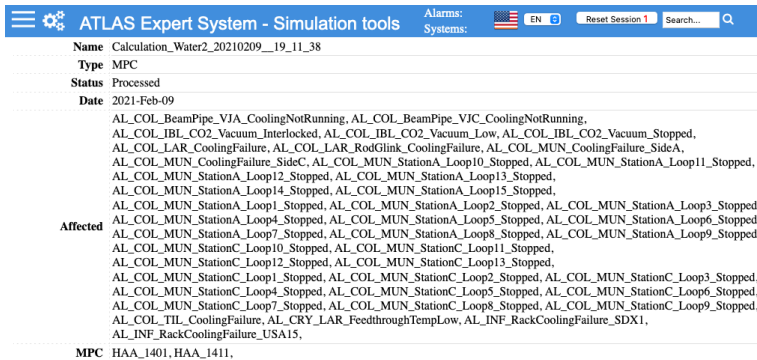 ATLAS Expert System - Simulation tools
Alarms:
Systems:
EN
Reset Session 1
Search...
Name Calculation_Water2_20210209__19_11_38
Type MPC
Status Processed
Date 2021-Feb-09
AL_COL_BeamPipe_VJA_CoolingNotRunning, AL_COL_BeamPipe_VJC_CoolingNotRunning,
AL_COL_IBL_CO2_Vacuum_Interlocked, AL_COL_IBL_CO2_Vacuum_Low, AL_COL_IBL_CO2_Vacuum_Stopped,
AL_COL_LAR_CoolingFailure, AL_COL_LAR_RodGlink_CoolingFailure, AL_COL_MUN_CoolingFailure_SideA,
AL_COL_MUN_CoolingFailure_SideC, AL_COL_MUN_StationA_Loop10_Stopped, AL_COL_MUN_StationA_Loop11_Stopped,
AL_COL_MUN_StationA_Loop12_Stopped, AL_COL_MUN_StationA_Loop13_Stopped,
AL_COL_MUN_StationA_Loop14_Stopped, AL_COL_MUN_StationA_Loop15_Stopped,
AL_COL_MUN_StationA_Loop1_Stopped, AL_COL_MUN_StationA_Loop2_Stopped, AL_COL_MUN_StationA_Loop3_Stopped
Affected AL_COL_MUN_StationA_Loop4_Stopped, AL_COL_MUN_StationA_Loop5_Stopped, AL_COL_MUN_StationA_Loop6_Stopped
AL_COL_MUN_StationA_Loop7_Stopped, AL_COL_MUN_StationA_Loop8_Stopped, AL_COL_MUN_StationA_Loop9_Stopped
AL_COL_MUN_StationC_Loop10_Stopped, AL_COL_MUN_StationC_Loop11_Stopped,
AL_COL_MUN_StationC_Loop12_Stopped, AL_COL_MUN_StationC_Loop13_Stopped,
AL_COL_MUN_StationC_Loop1_Stopped, AL_COL_MUN_StationC_Loop2_Stopped, AL_COL_MUN_StationC_Loop3_Stopped,
AL_COL_MUN_StationC_Loop4_Stopped, AL_COL_MUN_StationC_Loop5_Stopped, AL_COL_MUN_StationC_Loop6_Stopped,
AL_COL_MUN_StationC_Loop7_Stopped, AL_COL_MUN_StationC_Loop8_Stopped, AL_COL_MUN_StationC_Loop9_Stopped,
AL_COL_TIL_CoolingFailure, AL_CRY_LAR_FeedthroughTempLow, AL_INF_RackCoolingFailure_SDX1,
AL_INF_RackCoolingFailure_USA15,
MPC HAA_1401, HAA_1411,